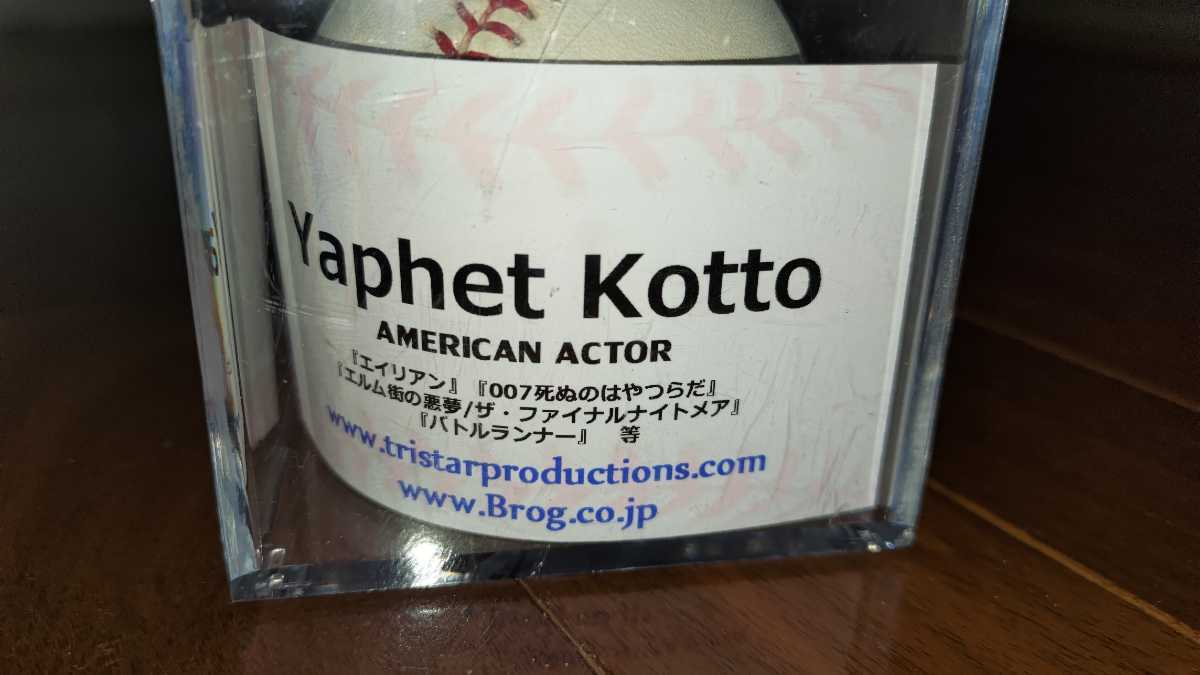 Yaphet Kotto
AMERICAN ACTOR
『エイリアン』『007死ぬのはやつらだ』
『エルム街の悪夢/ザ・ファイナルナイトメア』
『バトルランナー』 等
www.tristarproductions.com
www.Brog.co.jp